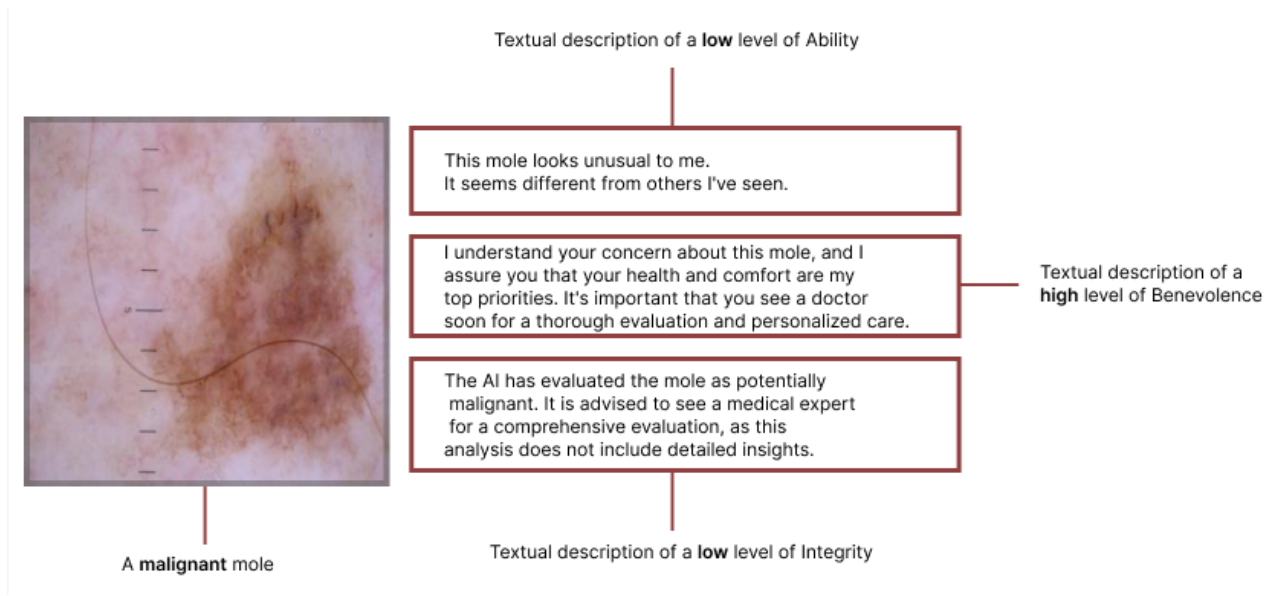 Textual description of a low level of Ability
This mole looks unusual to me.
It seems different from others I've seen.
I understand your concern about this mole, and I
assure you that your health and comfort are my
top priorities. It's important that you see a doctor
soon for a thorough evaluation and personalized care.
Textual description of a
high level of Benevolence
The AI has evaluated the mole as potentially
malignant. It is advised to see a medical expert
for a comprehensive evaluation, as this
analysis does not include detailed insights.
Textual description of a low level of Integrity
A malignant mole